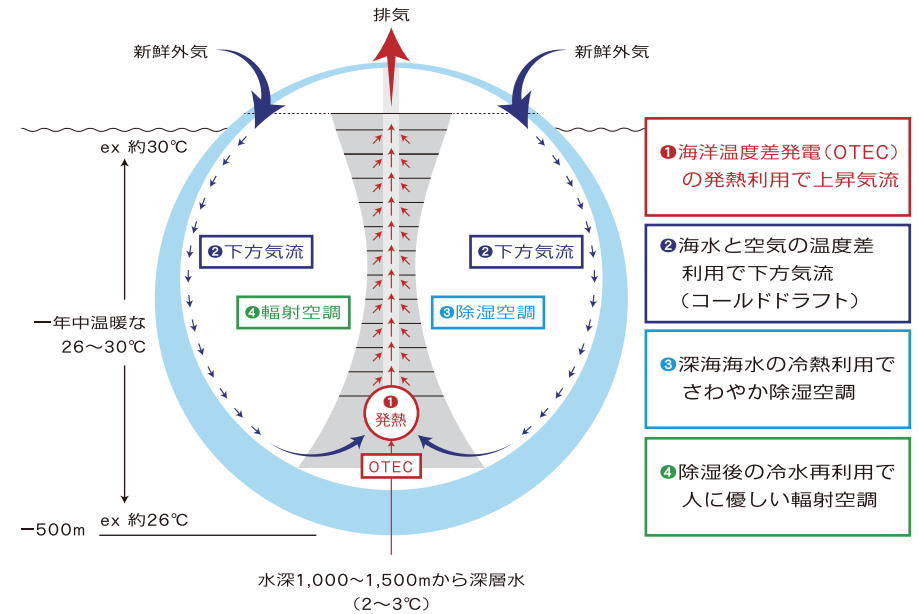 排気
新鮮外気
新鮮外気
ex 約30℃
❶海洋温度差発電(OTEC)
の発熱利用で上昇気流
❷下方気流
❷下方気流
❷海水と空気の温度差
利用で下方気流
(コールドドラフト)
❹輻射空調
❸除湿空調
一年中温暖な
26〜30℃
❸深海海水の冷熱利用で
さわやか除湿空調
❶
発熱
OTEC
❹除湿後の冷水再利用で
人に優しい輻射空調
ex 約26℃
ー500m
水深1,000〜1,500mから深層水
(2〜3℃)